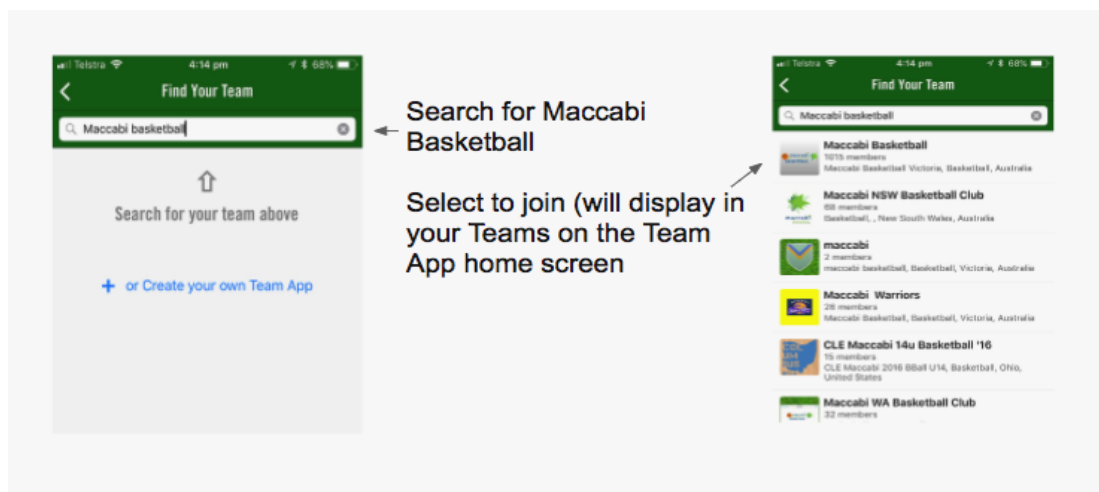 Telstra 4:14 pm 68%
Find Your Team
Maccabi basketball
Search for your team above
+ or Create your own Team App
Search for Maccabi
Basketball
Select to join (will display in
your Teams on the Team
App home screen
Telstra 4:14 pm 68%
Find Your Team
Maccabi basketball
Maccabi Basketball
1015 members
Maccabi Basketball Victoria, Basketball, Australia
Maccabi NSW Basketball Club
68 members
Basketball, , New South Wales, Australia
maccabi
2 members
maccabi basketball, Basketball, Victoria, Australia
Maccabi Warriors
28 members
Maccabi Basketball, Basketball, Victoria, Australia
CLE Maccabi 14u Basketball '16
15 members
CLE Maccabi 2016 BBall U14, Basketball, Ohio,
United States
Maccabi WA Basketball Club
32 members